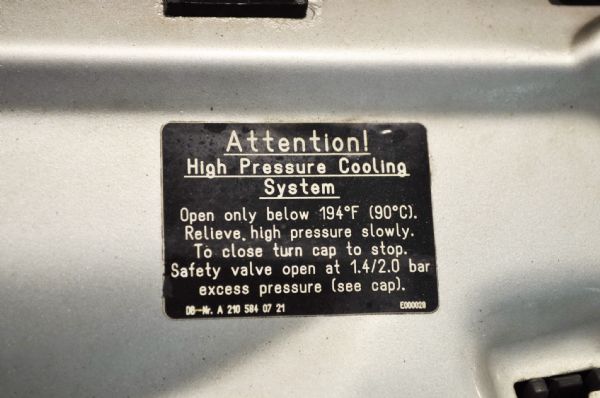 Attention!
High Pressure Cooling
System
Open only below 194°F (90°C).
Relieve high pressure slowly.
To close turn cap to stop.
Safety valve open at 1.4/2.0 bar
excess pressure (see cap).
DB-Nr. A 210 584 07 21 E000028